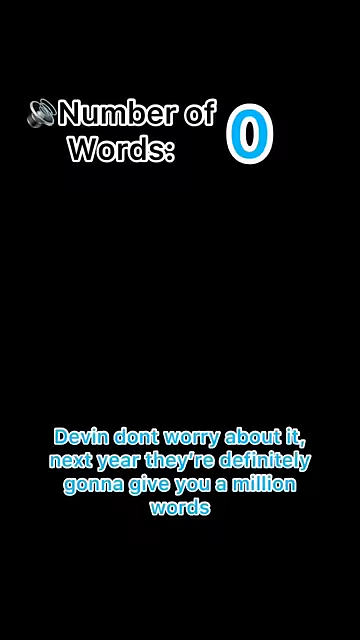 🔊Number of
Words:
0
Devin dont worry about it,
next year they're definitely
gonna give you a million
words